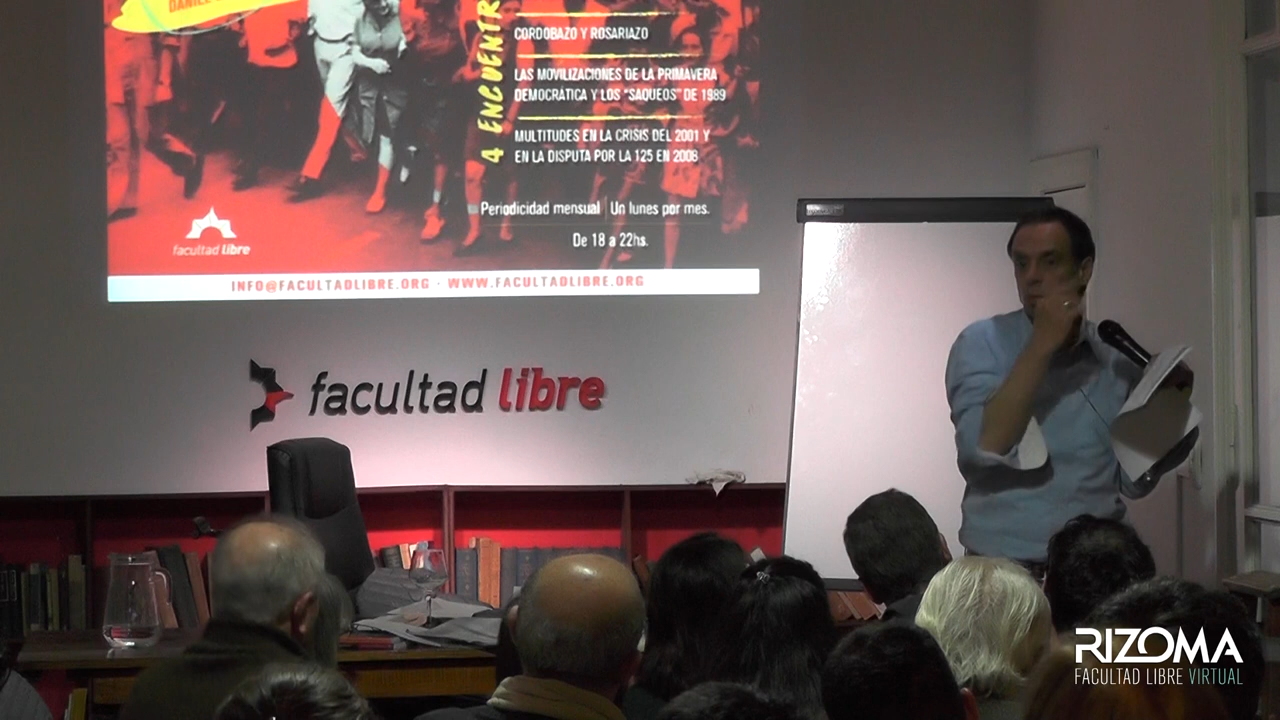 DANIEL
4 ENCUENTR
CORDOBAZO Y ROSARIAZO
LAS MOVILIZACIONES DE LA PRIMAVERA
DEMOCRÁTICA Y LOS "SAQUEOS" DE 1989
MULTITUDES EN LA CRISIS DEL 2001 Y
EN LA DISPUTA POR LA 125 EN 2008
Periodicidad mensual | Un lunes por mes.
De 18 a 22hs.
facultad libre
INFO@FACULTADLIBRE.ORG - WWW.FACULTADLIBRE.ORG
facultad libre
RIZOMA
FACULTAD LIBRE VIRTUAL